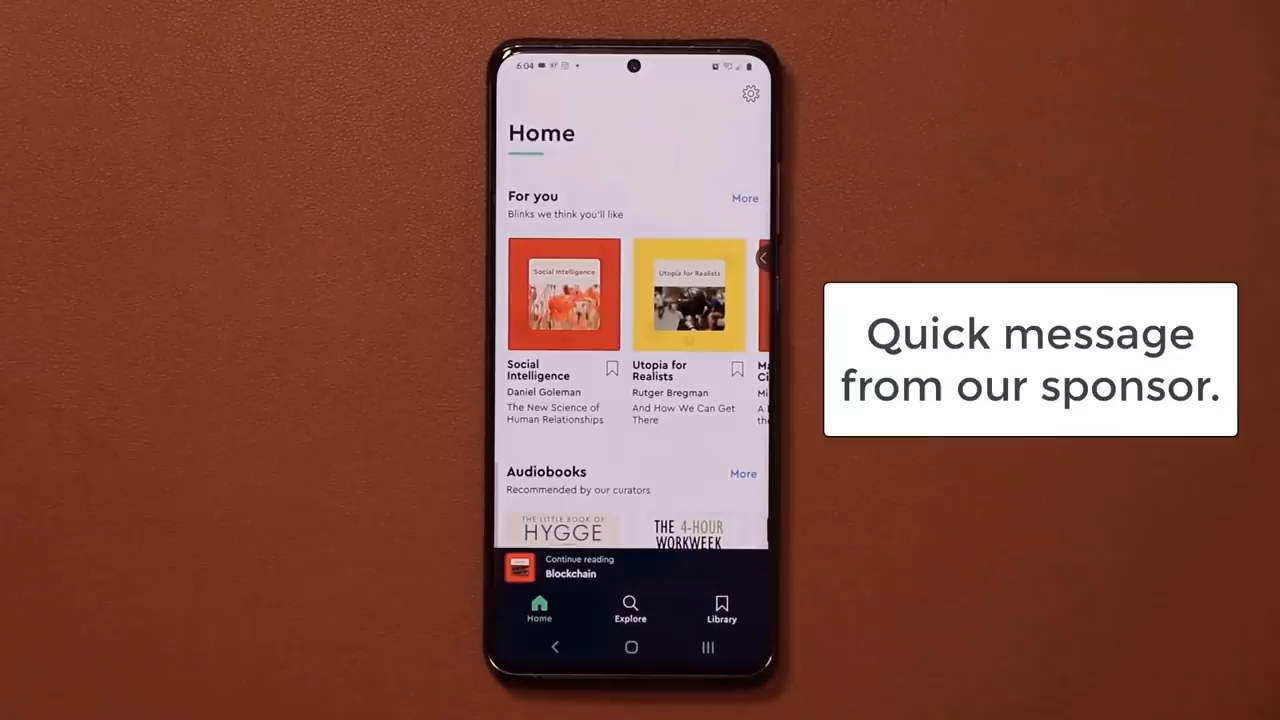 6:04
Home
For you
More
Blinks we think you'll like
Social Intelligence
Utopia for Realists
Social
Intelligence
Daniel Goleman
The New Science of
Human Relationships
Utopia for
Realists
Rutger Bregman
And How We Can Get
There
Ci
Mi
the
Audiobooks
More
Recommended by our curators
THE LITTLE BOOK OF
HYGGE
THE 4-HOUR
WORKWEEK
Continue reading
Blockchain
Home
Explore
Library
Quick message
from our sponsor.